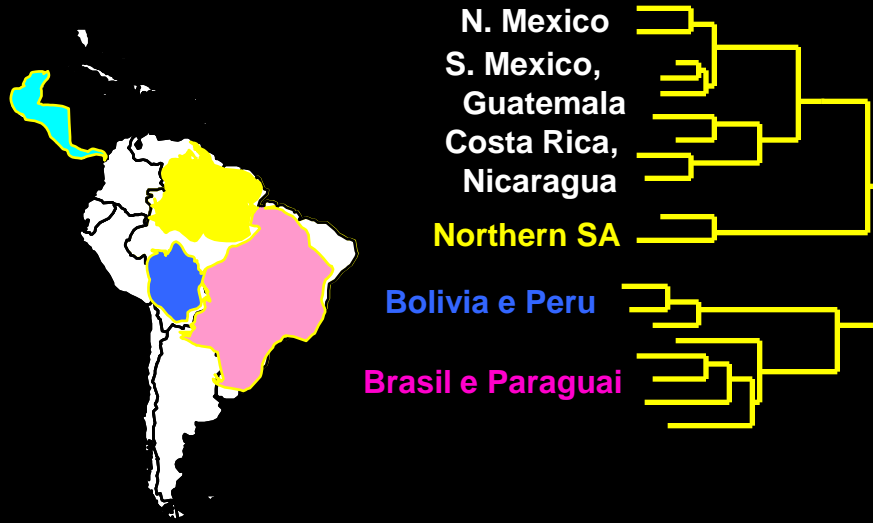 N. Mexico
S. Mexico,
Guatemala
Costa Rica,
Nicaragua
Northern SA
Bolivia e Peru
Brasil e Paraguai